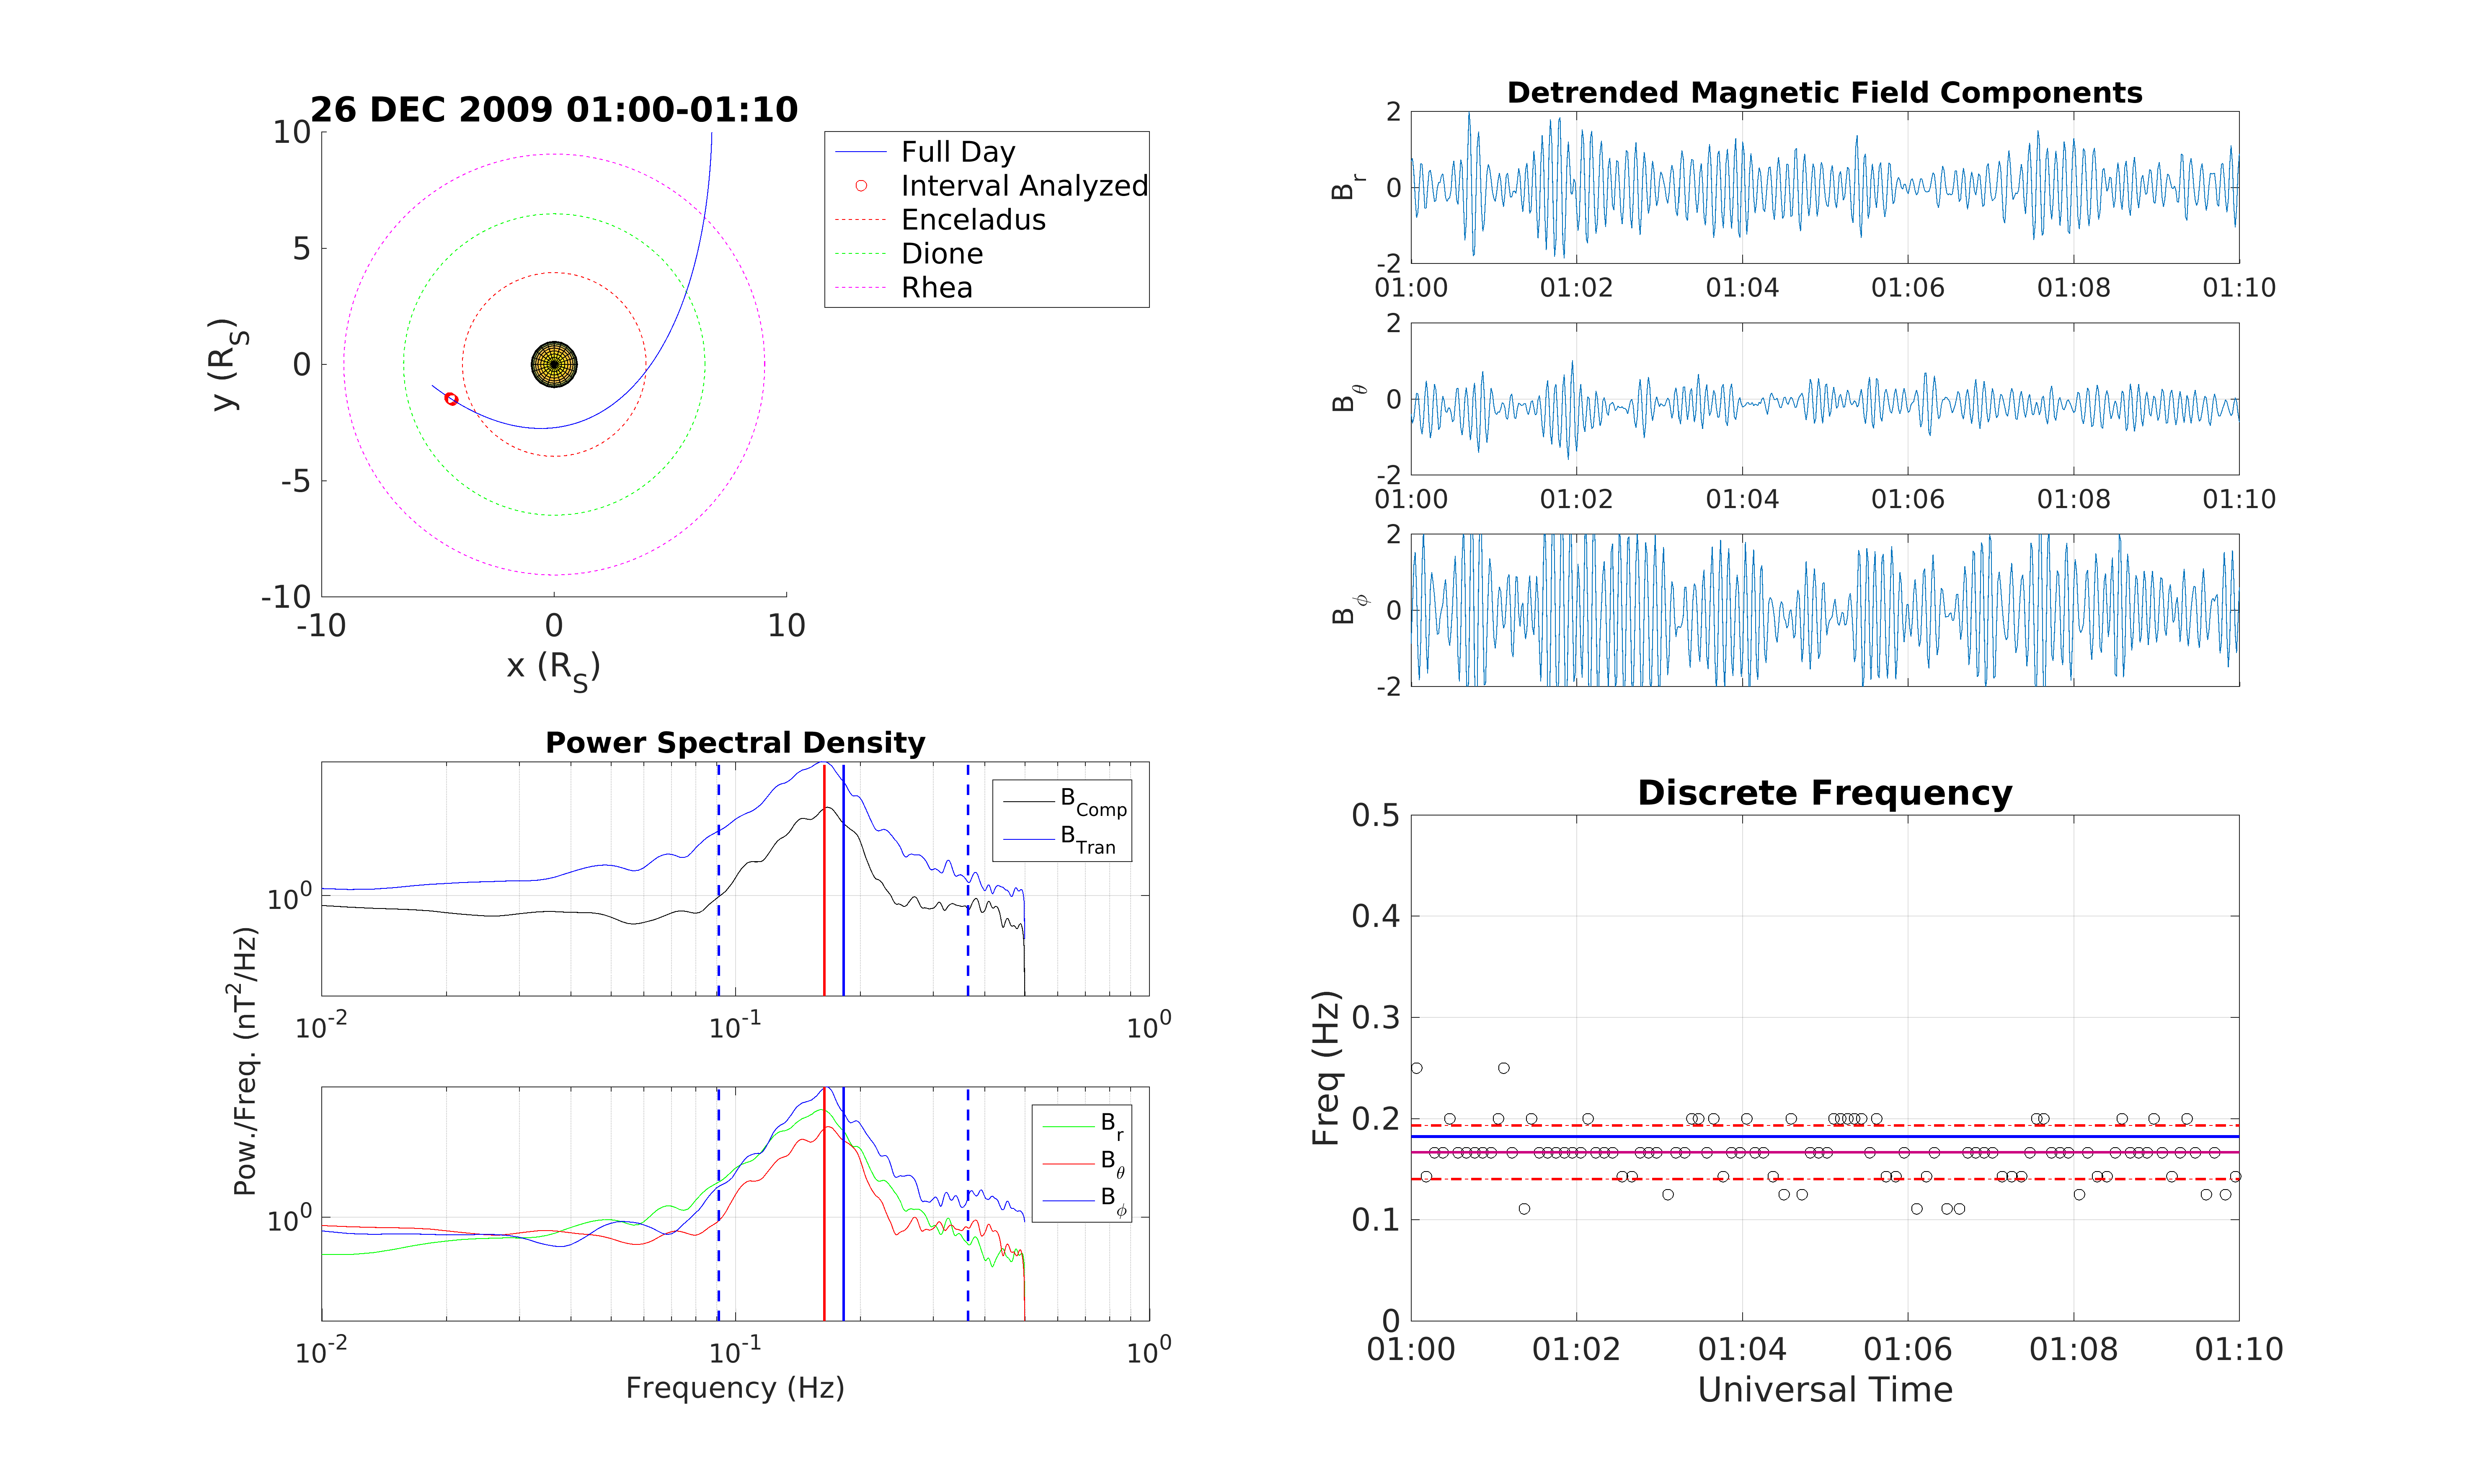 26 DEC 2009 01:00-01:10
10
5
0
-5
-10
y (R_S)
-10 0 10
x (R_S)
Full Day
Interval Analyzed
Enceladus
Dione
Rhea
Detrended Magnetic Field Components
2
0
-2
B_r
01:00 01:02 01:04 01:06 01:08 01:10
2
0
-2
B_θ
01:00 01:02 01:04 01:06 01:08 01:10
2
0
-2
B_ϕ
Power Spectral Density
10^0
B_Comp
B_Tran
10^-2 10^-1 10^0
Pow./Freq. (nT^2/Hz)
10^0
B_r
B_θ
B_ϕ
10^-2 10^-1 10^0
Frequency (Hz)
Discrete Frequency
0.5
0.4
0.3
0.2
0.1
0
Freq (Hz)
01:00 01:02 01:04 01:06 01:08 01:10
Universal Time